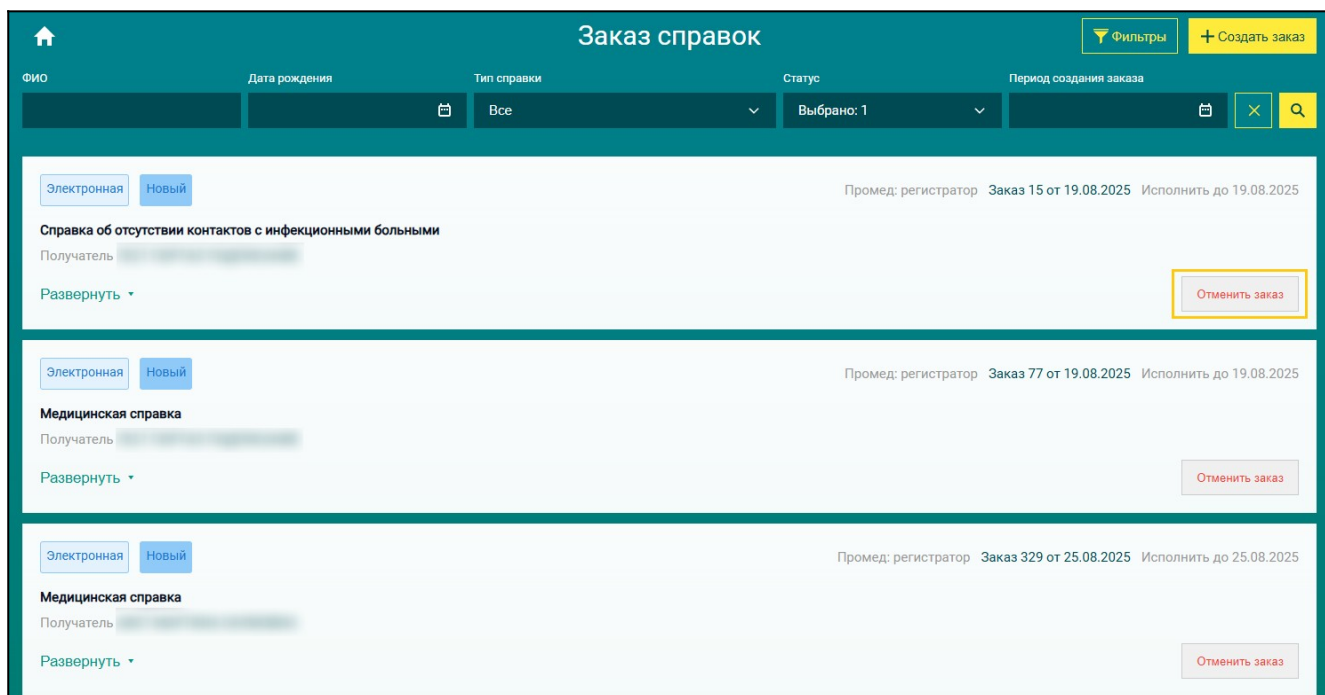 Заказ справок
Фильтры
+ Создать заказ
ФИО Дата рождения Тип справки Статус Период создания заказа
Все Выбрано: 1
Электронная Новый Промед: регистратор Заказ 15 от 19.08.2025 Исполнить до 19.08.2025
Справка об отсутствии контактов с инфекционными больными
Получатель
Развернуть Отменить заказ
Электронная Новый Промед: регистратор Заказ 77 от 19.08.2025 Исполнить до 19.08.2025
Медицинская справка
Получатель
Развернуть Отменить заказ
Электронная Новый Промед: регистратор Заказ 329 от 25.08.2025 Исполнить до 25.08.2025
Медицинская справка
Получатель
Развернуть Отменить заказ